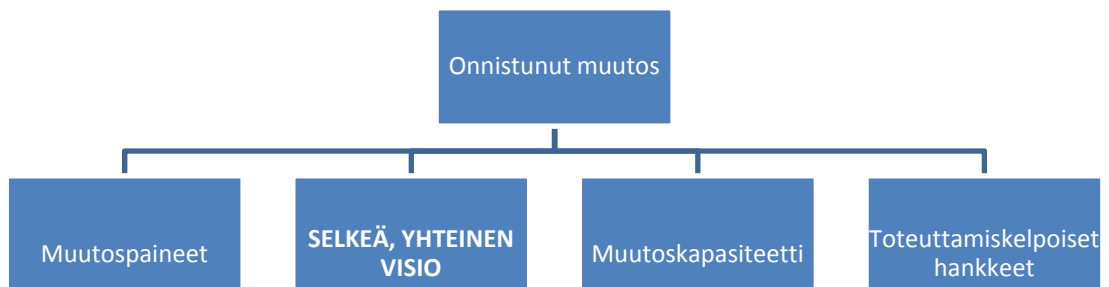 Onnistunut muutos
Muutospaineet
SELKEÄ, YHTEINEN
VISIO
Muutoskapasiteetti
Toteuttamiskelpoiset
hankkeet